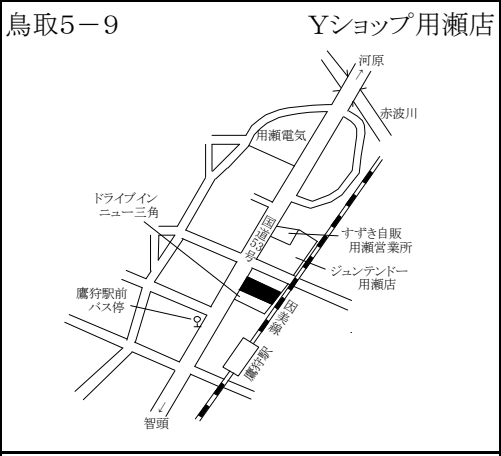 鳥取５－９
Ｙショップ用瀬店
↑
河原
赤波川
用瀬電気
ドライブイン
ニュー三角
国道53号
すずき自販
用瀬営業所
ジュンテンドー
用瀬店
鷹狩駅前
バス停
因美線
鷹狩駅
↓
智頭